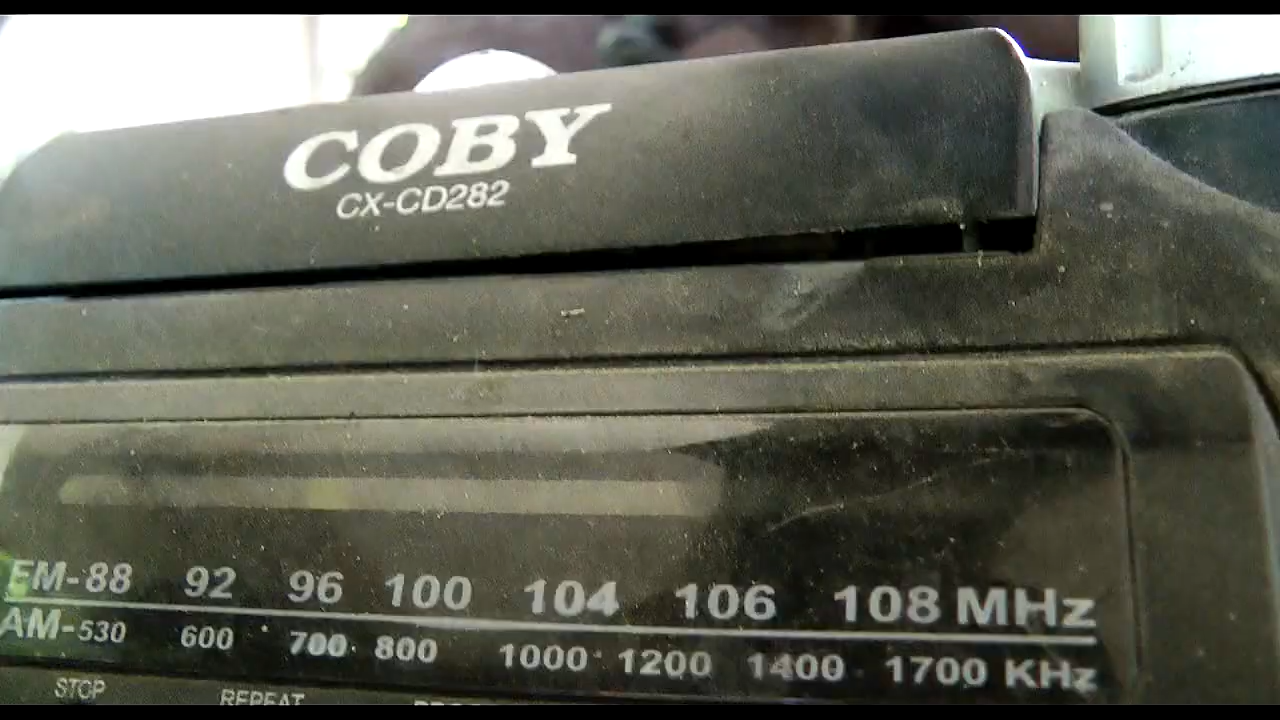 COBY
CX-CD282
FM-88 92 96 100 104 106 108 MHz
AM-530 600 700 800 1000 1200 1400 1700 KHz
STOP REPEAT